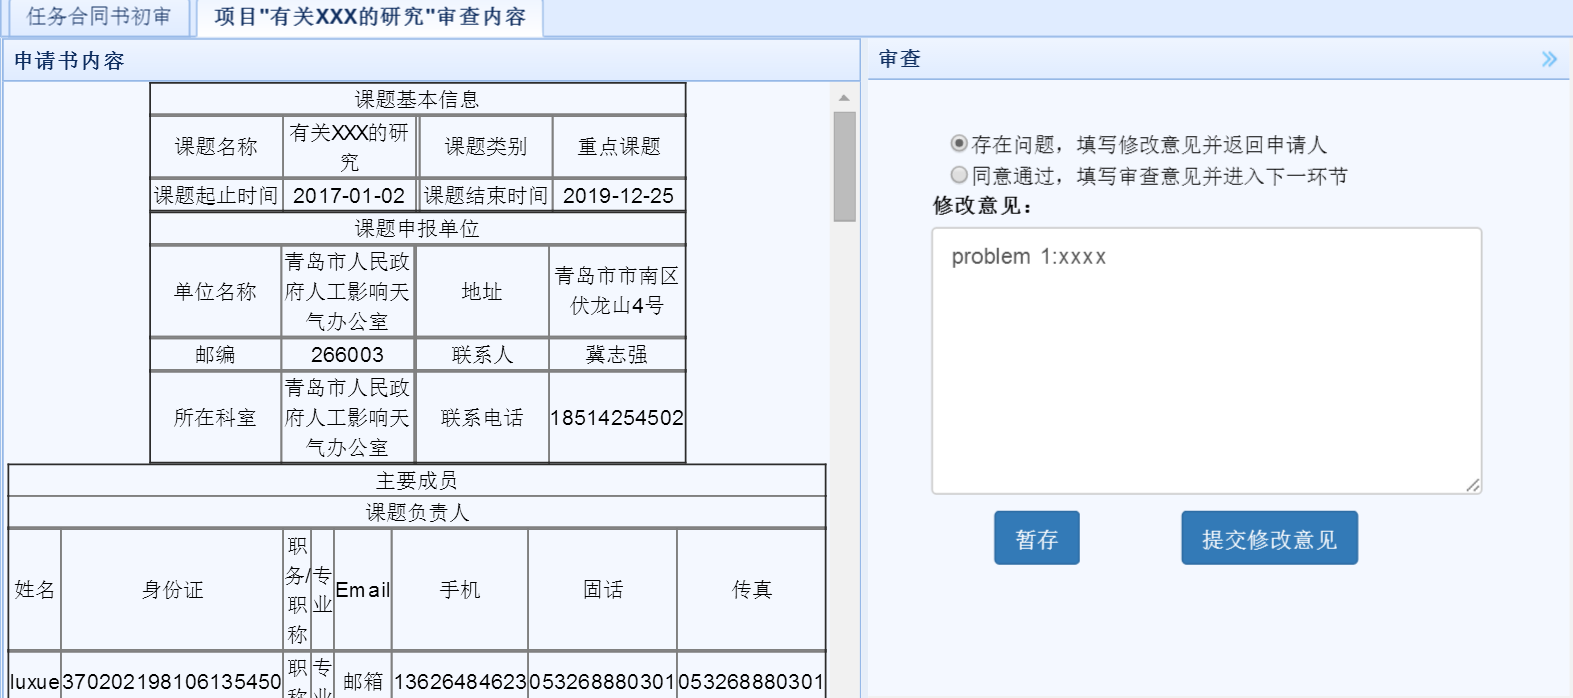 任务合同书初审
项目"有关XXX的研究"审查内容
申请书内容
课题基本信息
课题名称
有关XXX的研
究
课题类别
重点课题
课题起止时间
2017-01-02
课题结束时间
2019-12-25
课题申报单位
单位名称
青岛市人民政
府人工影响天
气办公室
地址
青岛市市南区
伏龙山4号
邮编
266003
联系人
冀志强
所在科室
青岛市人民政
府人工影响天
气办公室
联系电话
18514254502
主要成员
课题负责人
姓名
身份证
职
务/
职
称
专
业
Email
手机
固话
传真
luxue
370202198106135450
职
称
专
业
邮箱
13626484623
053268880301
053268880301
审查
存在问题，填写修改意见并返回申请人
同意通过，填写审查意见并进入下一环节
修改意见：
problem 1:xxxx
暂存
提交修改意见